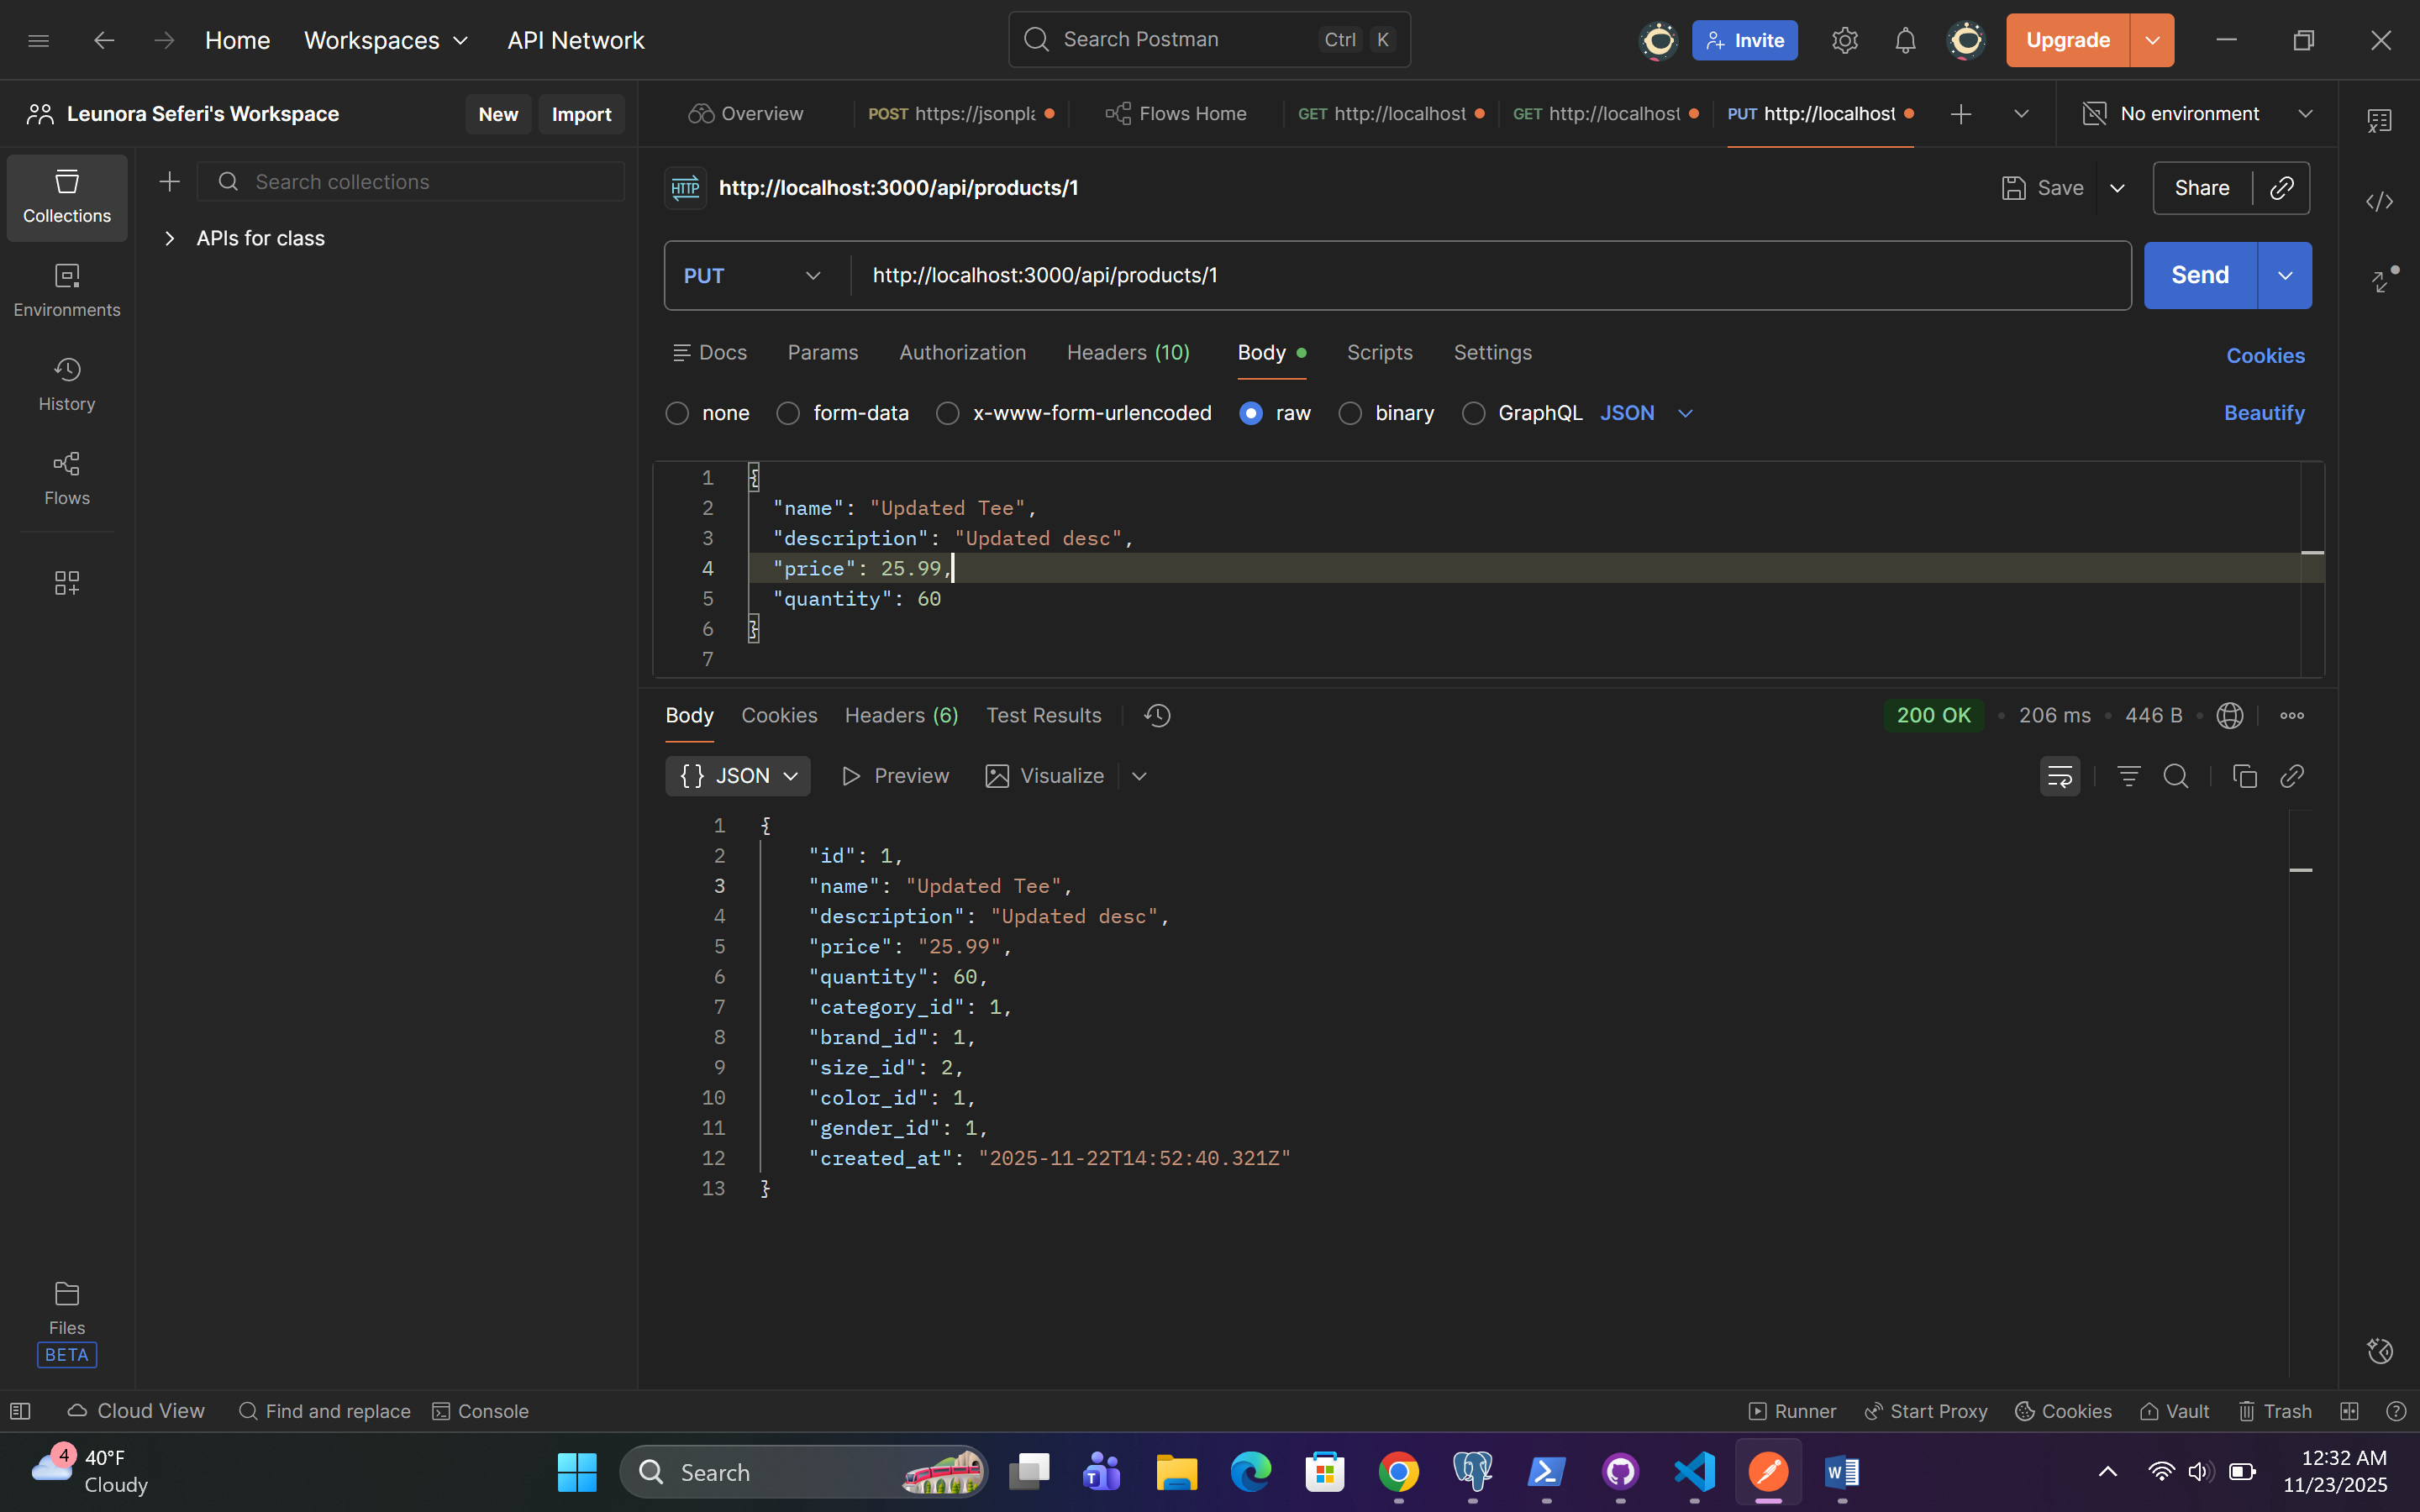 Home Workspaces API Network Search Postman Ctrl K Invite Upgrade
Leunora Seferi's Workspace New Import Overview POST https://jsonpla Flows Home GET http://localhost GET http://localhost PUT http://localhost No environment
Collections
Search collections
APIs for class
Environments
History
Flows
Files
BETA
HTTP http://localhost:3000/api/products/1 Save Share
PUT http://localhost:3000/api/products/1 Send
Docs Params Authorization Headers (10) Body Scripts Settings Cookies
none form-data x-www-form-urlencoded raw binary GraphQL JSON Beautify
1 {
2 "name": "Updated Tee",
3 "description": "Updated desc",
4 "price": 25.99,
5 "quantity": 60
6 }
7
Body Cookies Headers (6) Test Results 200 OK • 206 ms • 446 B •
{} JSON Preview Visualize
1 {
2 "id": 1,
3 "name": "Updated Tee",
4 "description": "Updated desc",
5 "price": "25.99",
6 "quantity": 60,
7 "category_id": 1,
8 "brand_id": 1,
9 "size_id": 2,
10 "color_id": 1,
11 "gender_id": 1,
12 "created_at": "2025-11-22T14:52:40.321Z"
13 }
Cloud View Find and replace Console Runner Start Proxy Cookies Vault Trash
4 40°F
Cloudy
Search
12:32 AM
11/23/2025